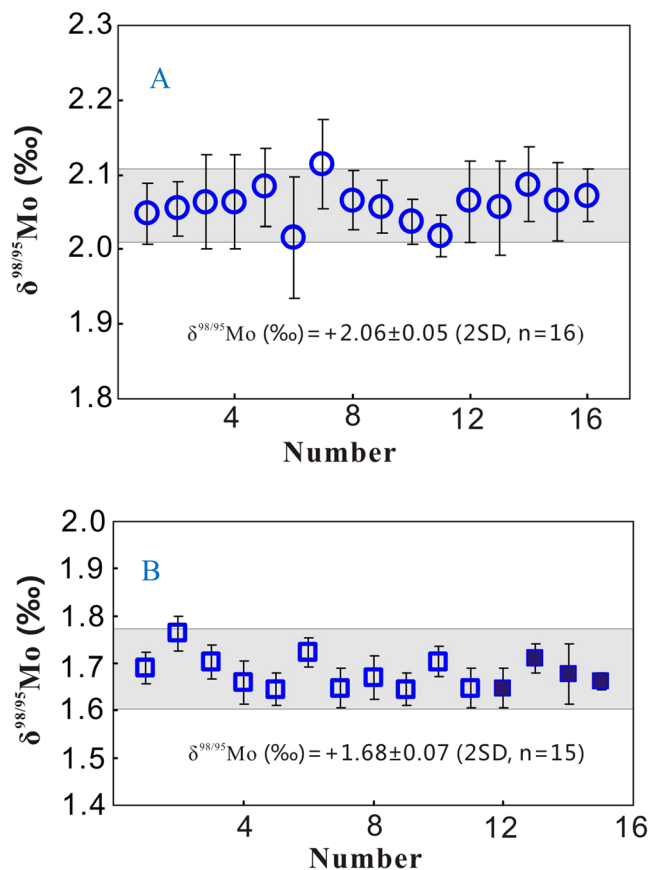 2.3
A
2.2
2.1
2.0
1.9
1.8
δ98/95Mo (‰)
δ98/95Mo (‰) = +2.06±0.05 (2SD, n=16)
4 8 12 16
Number
2.0
1.9
B
1.8
1.7
1.6
1.5
1.4
δ98/95Mo (‰)
δ98/95Mo (‰) = +1.68±0.07 (2SD, n=15)
4 8 12 16
Number